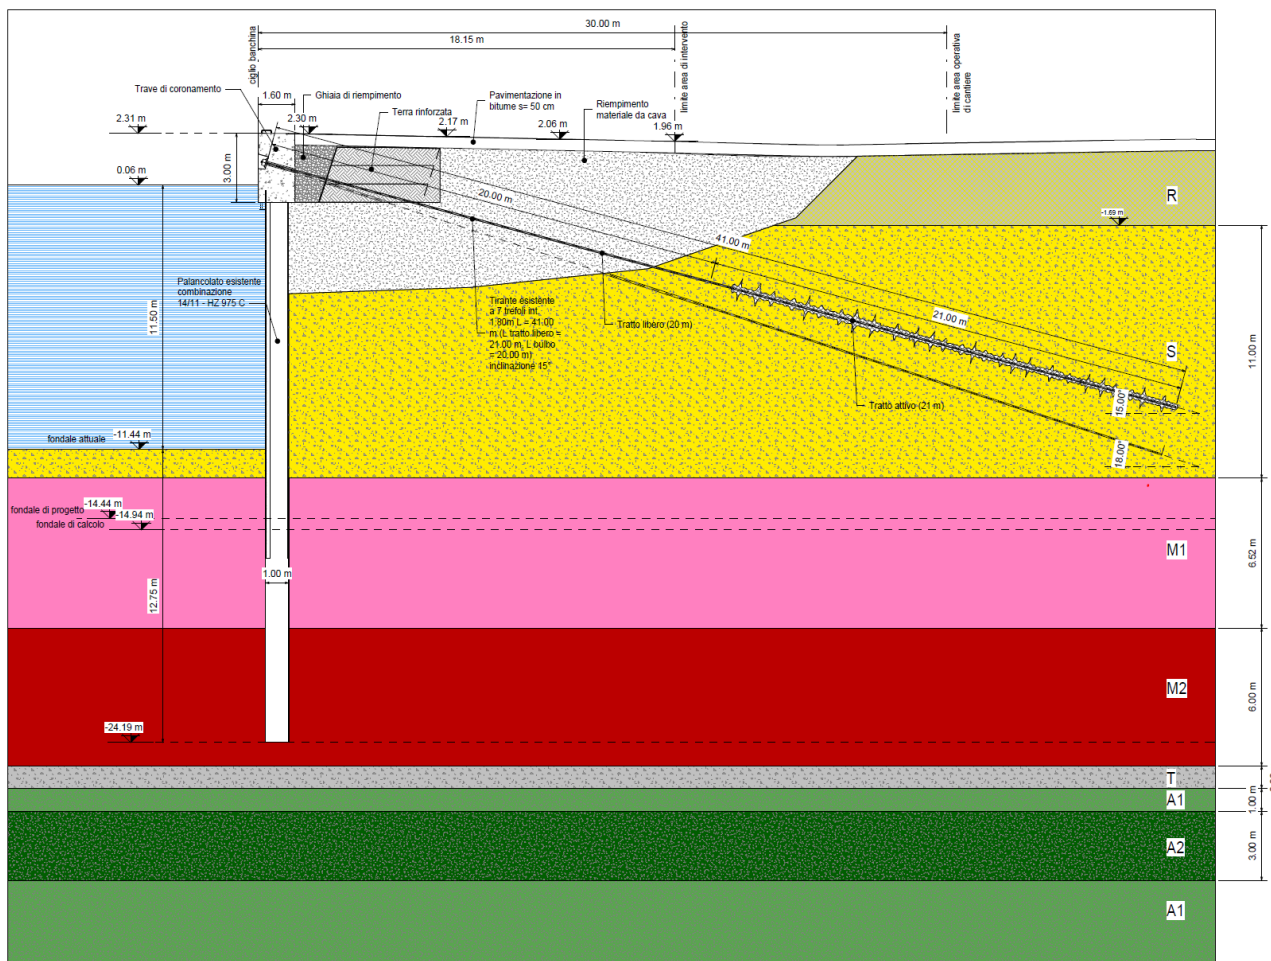 30.00 m
18.15 m
ciglio banchina
limite area di intervento
limite area operativa
di cantiere
Trave di coronamento
1.60 m
Ghiaia di riempimento
Terra rinforzata
Pavimentazione in
bitume s= 50 cm
Riempimento
materiale da cava
2.31 m
2.30 m
2.17 m
2.06 m
1.96 m
3.00 m
0.06 m
R
20.00 m
-1.69 m
41.00 m
Palancolato esistente
combinazione
14/11 - HZ 975 C
11.50 m
Tirante esistente
a 7 trefoli int.
1.80m L = 41.00
m (L tratto libero =
21.00 m, L bulbo
= 20.00 m)
inclinazione 15°
Tratto libero (20 m)
21.00 m
S
11.00 m
Tratto attivo (21 m)
15.00°
18.00°
fondale attuale
-11.44 m
fondale di progetto
-14.44 m
fondale di calcolo
-14.94 m
M1
6.52 m
1.00 m
12.75 m
M2
6.00 m
-24.19 m
T
A1
1.00 m
A2
3.00 m
A1